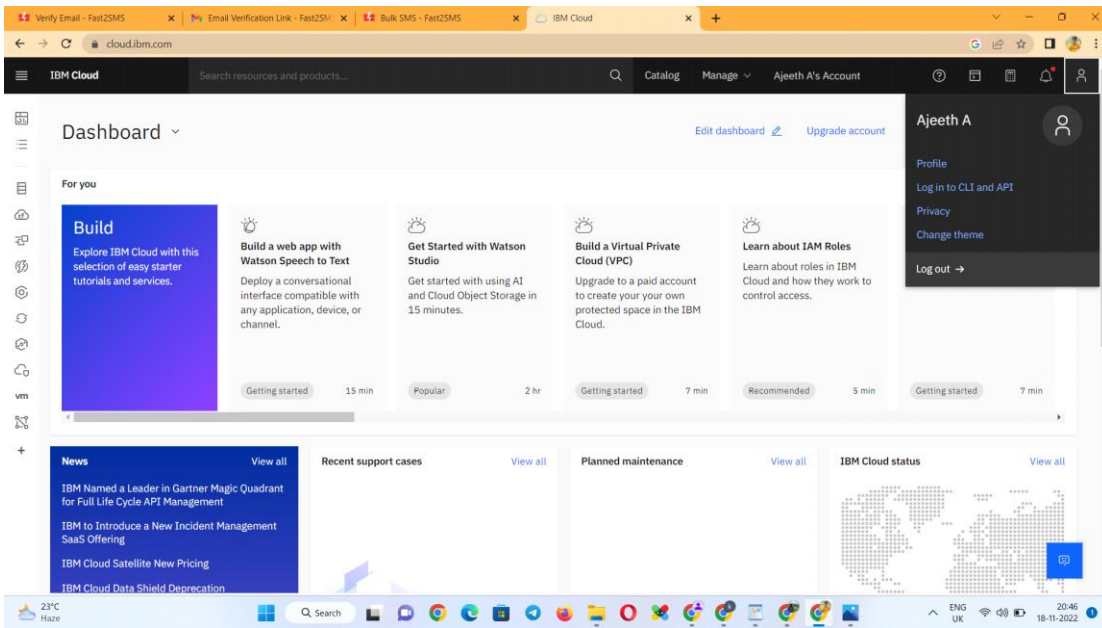 Verify Email - Fast2SMS
Email Verification Link - Fast2SM
Bulk SMS - Fast2SMS
IBM Cloud
cloud.ibm.com
IBM Cloud
Search resources and products...
Catalog
Manage
Ajeeth A's Account
Dashboard
Edit dashboard
Upgrade account
Ajeeth A
Profile
Log in to CLI and API
Privacy
Change theme
Log out →
For you
Build
Explore IBM Cloud with this
selection of easy starter
tutorials and services.
Build a web app with
Watson Speech to Text
Deploy a conversational
interface compatible with
any application, device, or
channel.
Getting started
15 min
Get Started with Watson
Studio
Get started with using AI
and Cloud Object Storage in
15 minutes.
Popular
2 hr
Build a Virtual Private
Cloud (VPC)
Upgrade to a paid account
to create your your own
protected space in the IBM
Cloud.
Getting started
7 min
Learn about IAM Roles
Learn about roles in IBM
Cloud and how they work to
control access.
Recommended
5 min
Getting started
7 min
vm
News
View all
IBM Named a Leader in Gartner Magic Quadrant
for Full Life Cycle API Management
IBM to Introduce a New Incident Management
SaaS Offering
IBM Cloud Satellite New Pricing
IBM Cloud Data Shield Deprecation
Recent support cases
View all
Planned maintenance
View all
IBM Cloud status
View all
23°C
Haze
Search
ENG
UK
20:46
18-11-2022